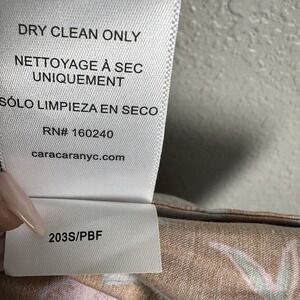 DRY CLEAN ONLY
NETTOYAGE À SEC
UNIQUEMENT
SÓLO LIMPIEZA EN SECO
RN# 160240
caracaranyc.com
203S/PBF